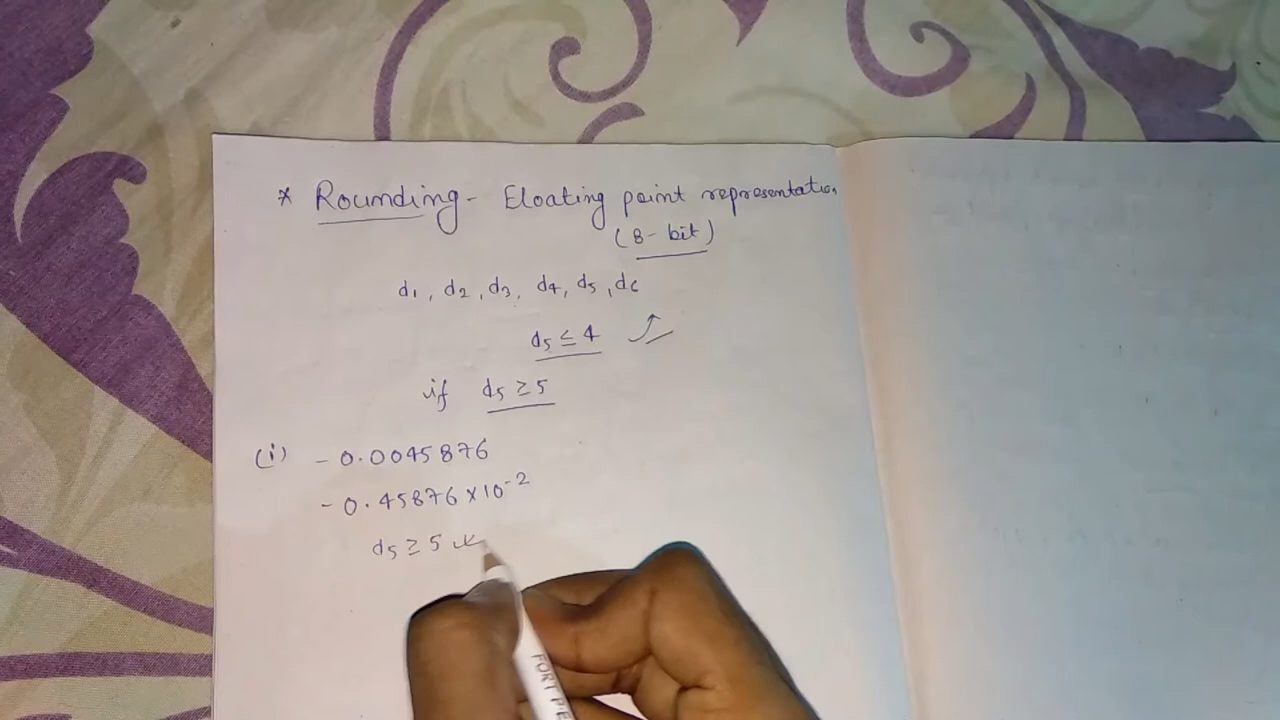 * Rounding - Floating point representation
(8-bit)
d₁, d₂, d₃, d₄, d₅, d₆
d₅ ≤ 4
if d₅ ≥ 5
(i) - 0.0045876
- 0.45876 × 10⁻²
d₅ ≥ 5